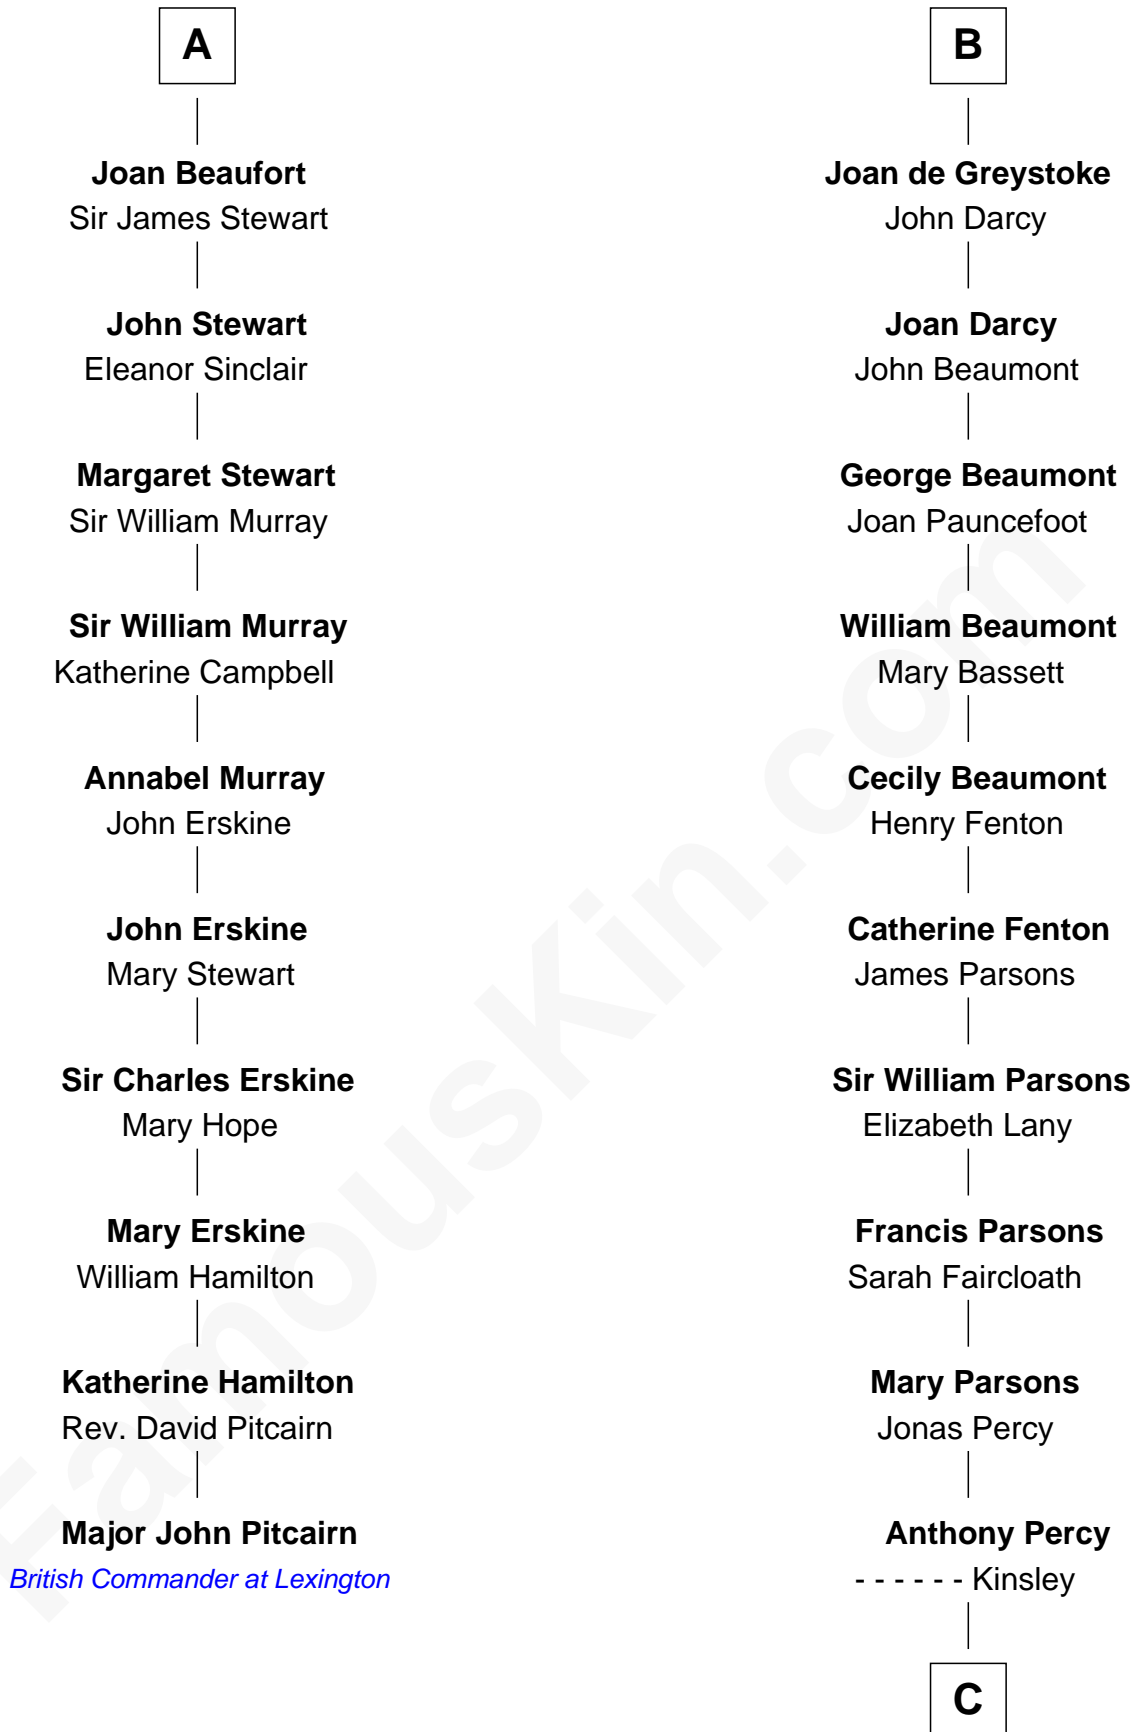 A
Joan Beaufort
Sir James Stewart
John Stewart
Eleanor Sinclair
Margaret Stewart
Sir William Murray
Sir William Murray
Katherine Campbell
Annabel Murray
John Erskine
John Erskine
Mary Stewart
Sir Charles Erskine
Mary Hope
Mary Erskine
William Hamilton
Katherine Hamilton
Rev. David Pitcairn
Major John Pitcairn
British Commander at Lexington
B
Joan de Greystoke
John Darcy
Joan Darcy
John Beaumont
George Beaumont
Joan Pauncefoot
William Beaumont
Mary Bassett
Cecily Beaumont
Henry Fenton
Catherine Fenton
James Parsons
Sir William Parsons
Elizabeth Lany
Francis Parsons
Sarah Faircloath
Mary Parsons
Jonas Percy
Anthony Percy
- - - - - - Kinsley
C
FamousKin.com